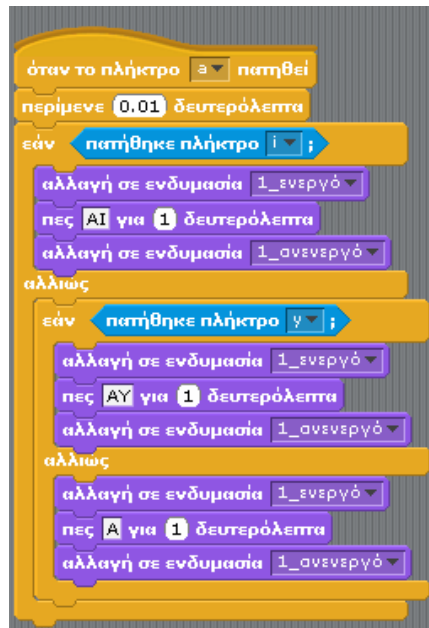 όταν το πλήκτρο a πατηθεί
περίμενε 0.01 δευτερόλεπτα
εάν πατήθηκε πλήκτρο i ;
αλλαγή σε ενδυμασία 1_ενεργό
πες AI για 1 δευτερόλεπτα
αλλαγή σε ενδυμασία 1_ανενεργό
αλλιώς
εάν πατήθηκε πλήκτρο y ;
αλλαγή σε ενδυμασία 1_ενεργό
πες AY για 1 δευτερόλεπτα
αλλαγή σε ενδυμασία 1_ανενεργό
αλλιώς
αλλαγή σε ενδυμασία 1_ενεργό
πες A για 1 δευτερόλεπτα
αλλαγή σε ενδυμασία 1_ανενεργό